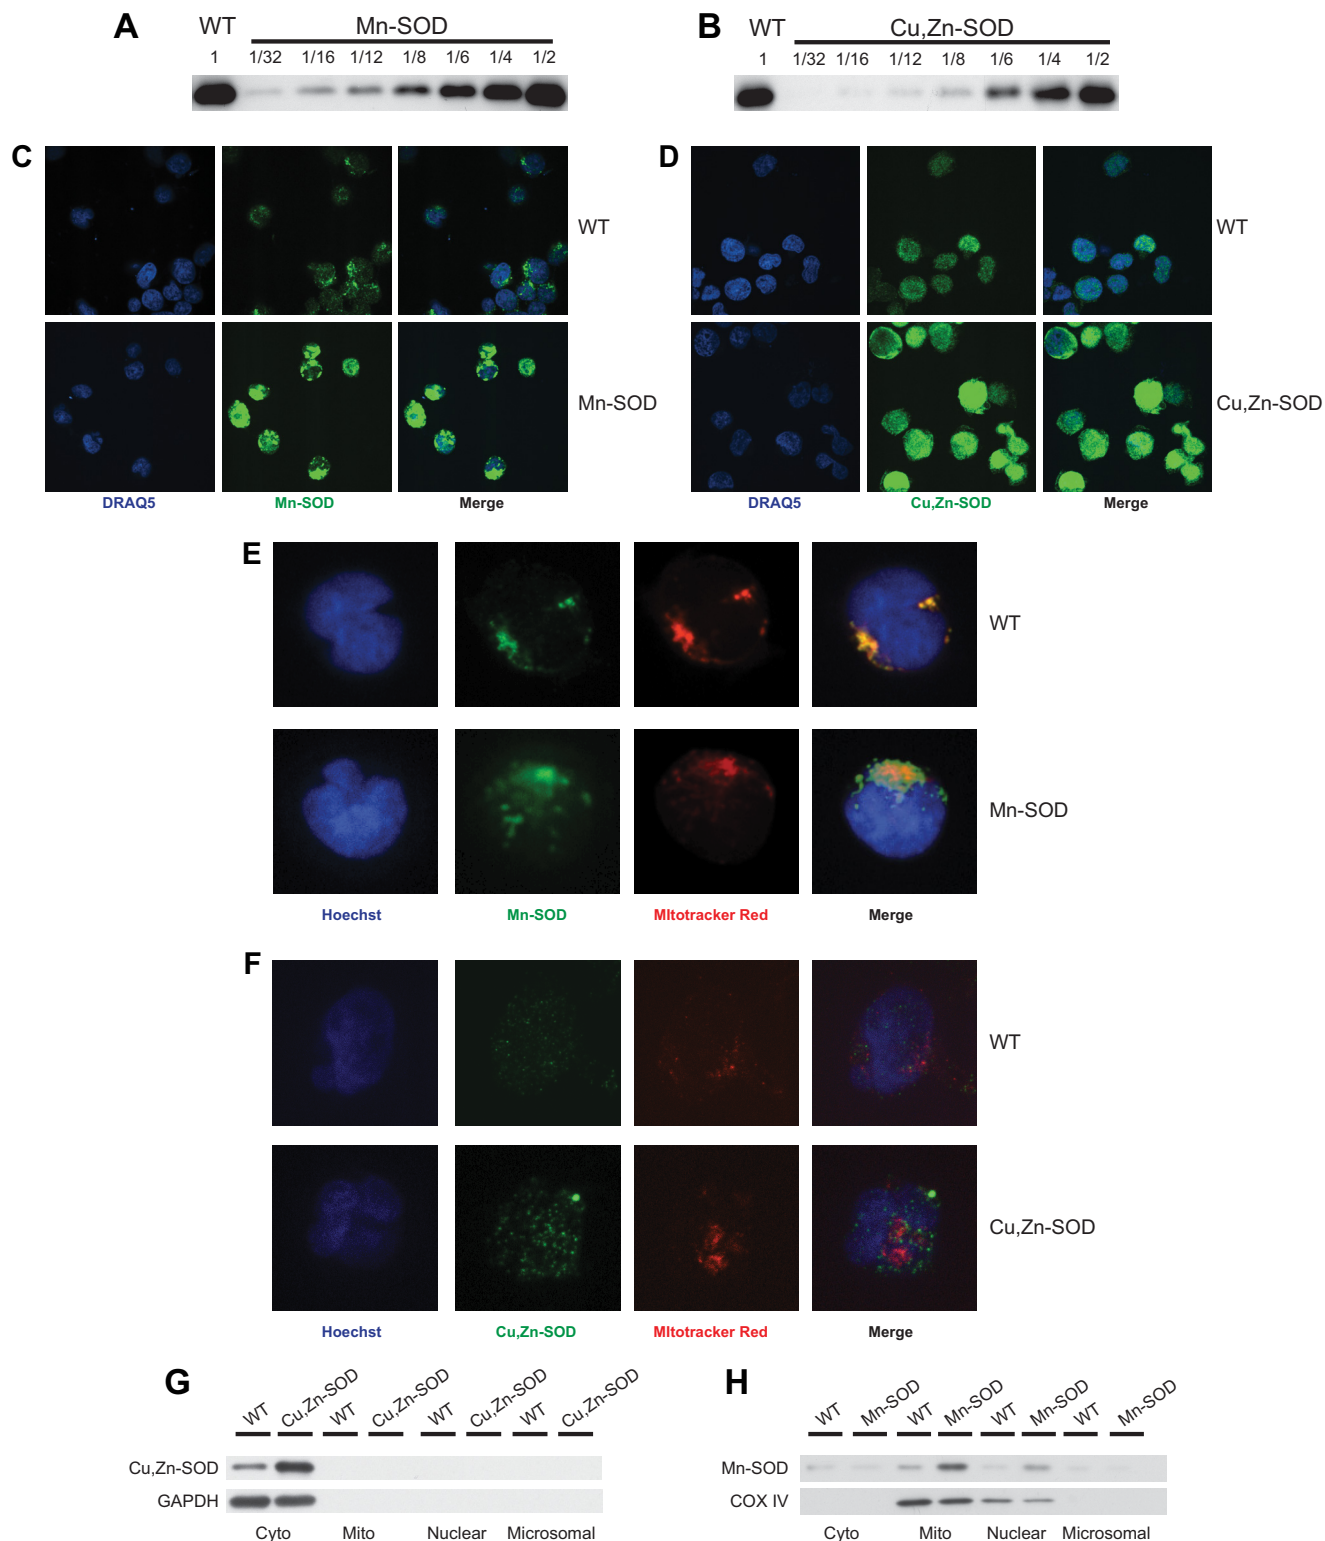 A
WT Mn-SOD
1 1/32 1/16 1/12 1/8 1/6 1/4 1/2
B
WT Cu,Zn-SOD
1 1/32 1/16 1/12 1/8 1/6 1/4 1/2
C
WT
Mn-SOD
DRAQ5 Mn-SOD Merge
D
WT
Cu,Zn-SOD
DRAQ5 Cu,Zn-SOD Merge
E
WT
Mn-SOD
Hoechst Mn-SOD MItotracker Red Merge
F
WT
Cu,Zn-SOD
Hoechst Cu,Zn-SOD MItotracker Red Merge
G
WT Cu,Zn-SOD WT Cu,Zn-SOD WT Cu,Zn-SOD WT Cu,Zn-SOD
Cu,Zn-SOD
GAPDH
Cyto Mito Nuclear Microsomal
H
WT Mn-SOD WT Mn-SOD WT Mn-SOD WT Mn-SOD
Mn-SOD
COX IV
Cyto Mito Nuclear Microsomal